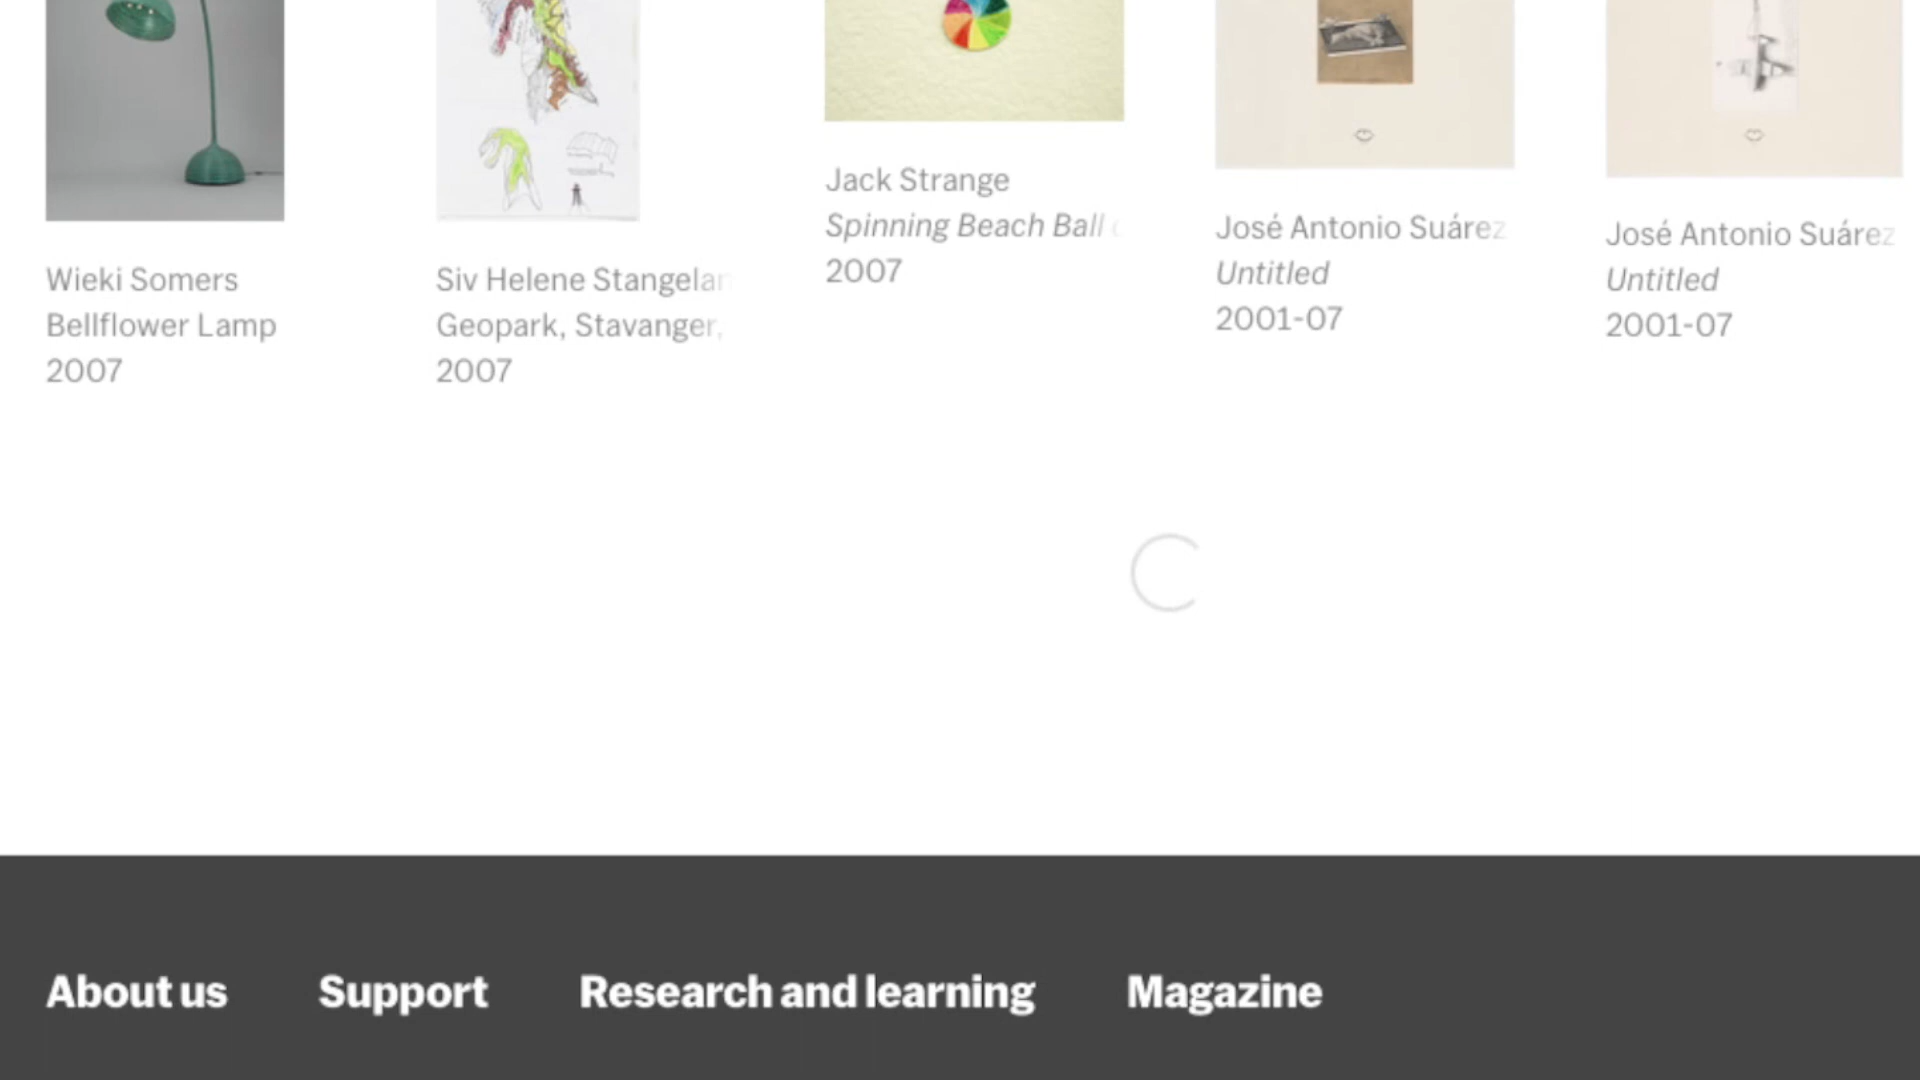 Wieki Somers
Bellflower Lamp
2007
Siv Helene
Geopark, Stavanger,
2007
Jack Strange
Spinning Beach Ball
2007
José Antonio Suárez
Untitled
2001-07
José Antonio Suárez
Untitled
2001-07
About us
Support
Research and learning
Magazine